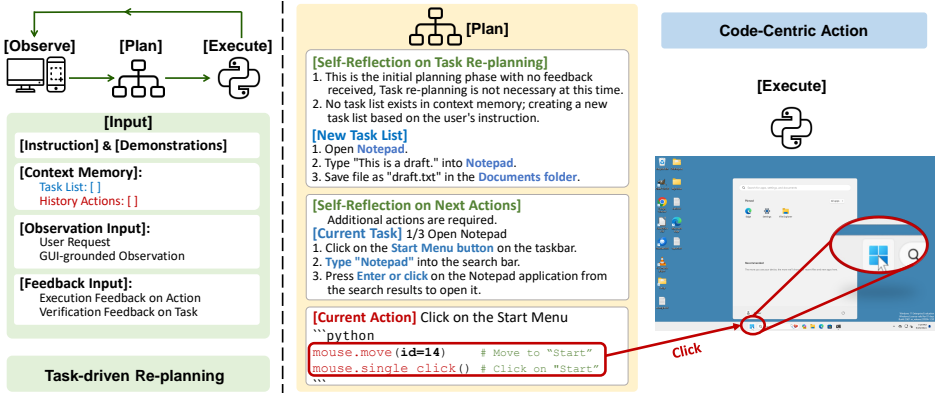 [Observe]
[Plan]
[Execute]
[Input]
[Instruction] & [Demonstrations]
[Context Memory]:
Task List: [ ]
History Actions: [ ]
[Observation Input]:
User Request
GUI-grounded Observation
[Feedback Input]:
Execution Feedback on Action
Verification Feedback on Task
Task-driven Re-planning
[Plan]
[Self-Reflection on Task Re-planning]
1. This is the initial planning phase with no feedback
received, Task re-planning is not necessary at this time.
2. No task list exists in context memory; creating a new
task list based on the user's instruction.
[New Task List]
1. Open Notepad.
2. Type "This is a draft." into Notepad.
3. Save file as "draft.txt" in the Documents folder.
[Self-Reflection on Next Actions]
Additional actions are required.
[Current Task] 1/3 Open Notepad
1. Click on the Start Menu button on the taskbar.
2. Type "Notepad" into the search bar.
3. Press Enter or click on the Notepad application from
the search results to open it.
[Current Action] Click on the Start Menu
```python
mouse.move(id=14) # Move to “Start”
mouse.single_click() # Click on “Start”
```
Code-Centric Action
[Execute]
Click